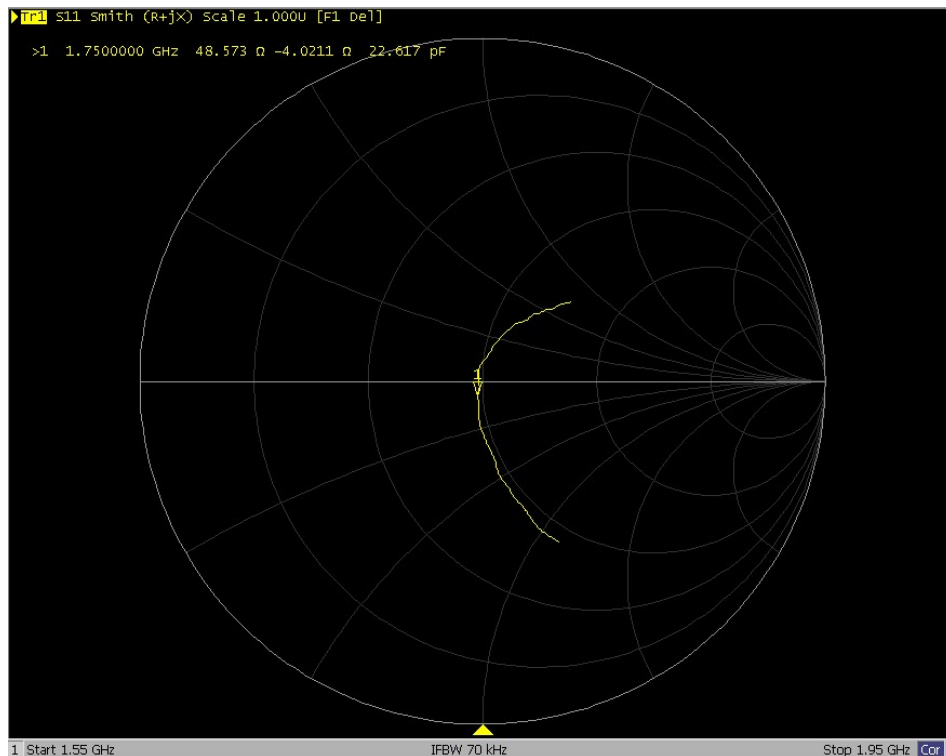 Tr1 S11 Smith (R+jX) Scale 1.000U [F1 Del]
>1 1.7500000 GHz 48.573 Ω -4.0211 Ω 22.617 pF
1
1 Start 1.55 GHz IFBW 70 kHz Stop 1.95 GHz Cor